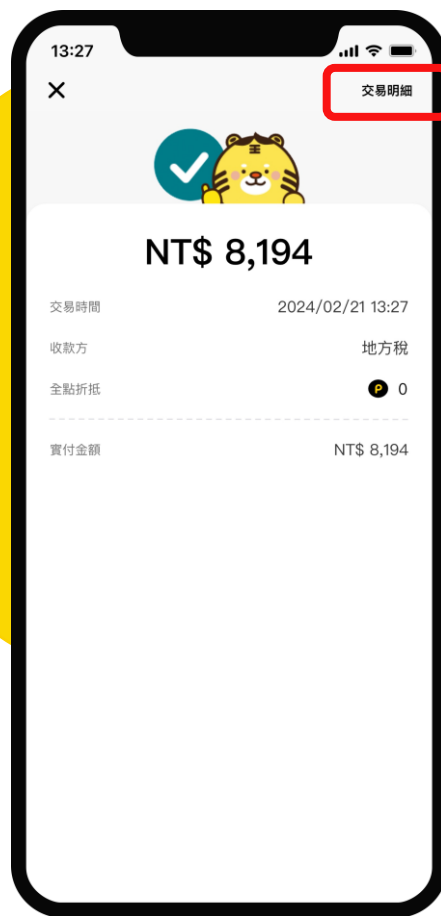 13:27
交易明細
王
NT$ 8,194
交易時間 2024/02/21 13:27
收款方 地方稅
全點折抵 P 0
實付金額 NT$ 8,194